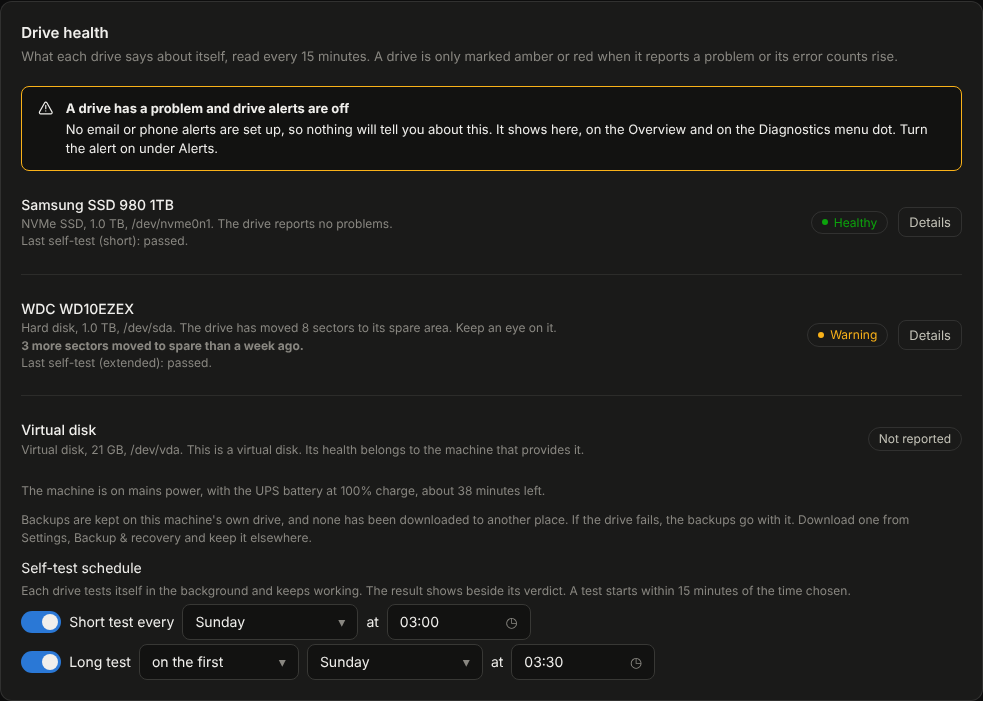 Drive health
What each drive says about itself, read every 15 minutes. A drive is only marked amber or red when it reports a problem or its error counts rise.
A drive has a problem and drive alerts are off
No email or phone alerts are set up, so nothing will tell you about this. It shows here, on the Overview and on the Diagnostics menu dot. Turn
the alert on under Alerts.
Samsung SSD 980 1TB
NVMe SSD, 1.0 TB, /dev/nvme0n1. The drive reports no problems.
Last self-test (short): passed.
Healthy
Details
WDC WD10EZEX
Hard disk, 1.0 TB, /dev/sda. The drive has moved 8 sectors to its spare area. Keep an eye on it.
3 more sectors moved to spare than a week ago.
Last self-test (extended): passed.
Warning
Details
Virtual disk
Virtual disk, 21 GB, /dev/vda. This is a virtual disk. Its health belongs to the machine that provides it.
Not reported
The machine is on mains power, with the UPS battery at 100% charge, about 38 minutes left.
Backups are kept on this machine's own drive, and none has been downloaded to another place. If the drive fails, the backups go with it. Download one from
Settings, Backup & recovery and keep it elsewhere.
Self-test schedule
Each drive tests itself in the background and keeps working. The result shows beside its verdict. A test starts within 15 minutes of the time chosen.
Short test every Sunday at 03:00
Long test on the first Sunday at 03:30